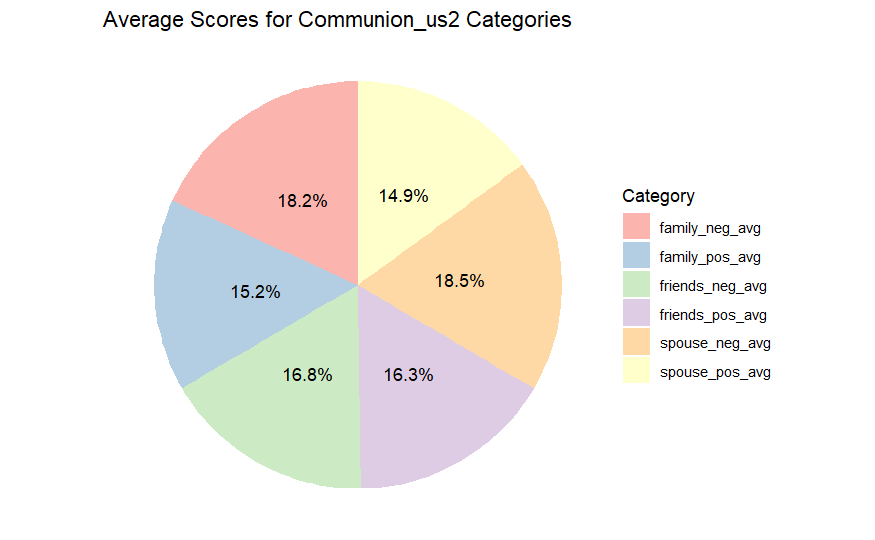 Average Scores for Communion_us2 Categories
18.2%
14.9%
15.2%
18.5%
16.8%
16.3%
Category
family_neg_avg
family_pos_avg
friends_neg_avg
friends_pos_avg
spouse_neg_avg
spouse_pos_avg